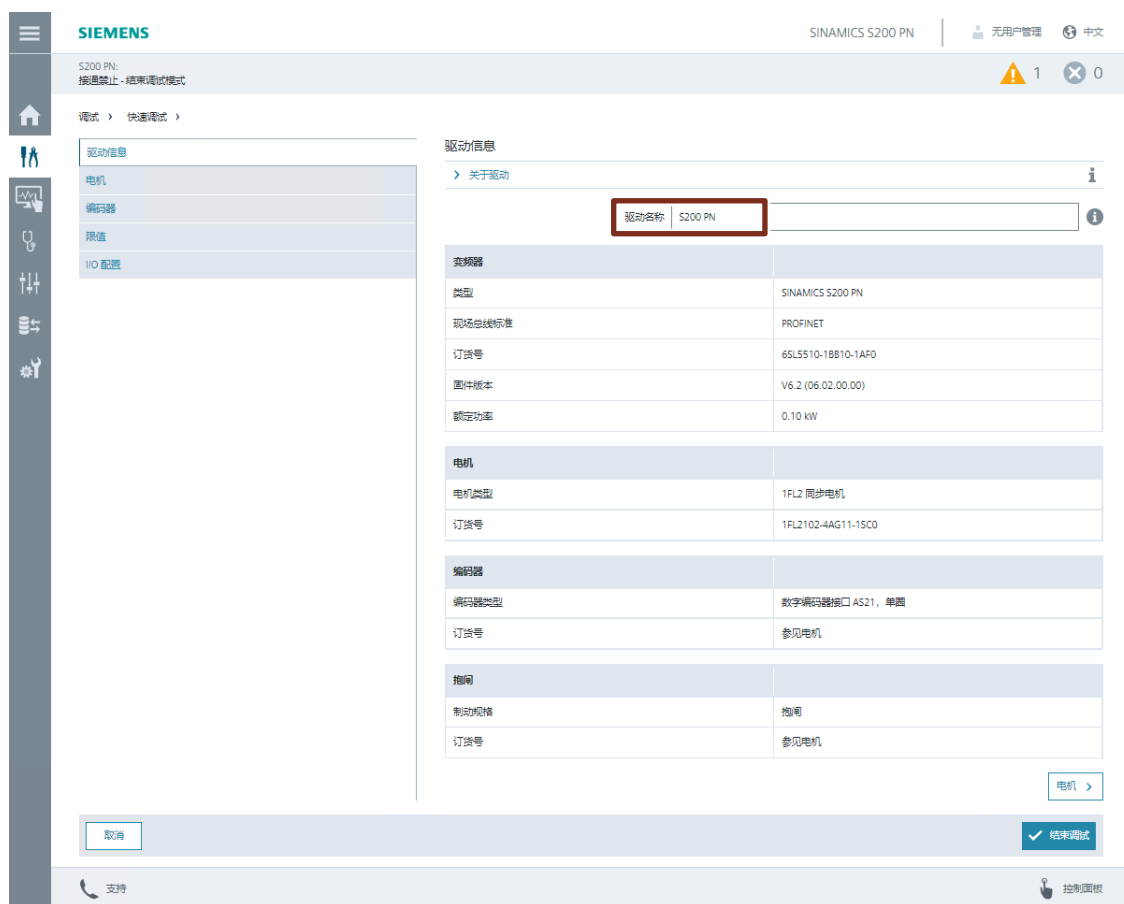 SIEMENS
SINAMICS S200 PN
无用户管理
中文
S200 PN:
接通禁止 - 结束调试模式
1
0
调试 › 快速调试 ›
驱动信息
电机
编码器
限值
I/O 配置
驱动信息
› 关于驱动
驱动名称 S200 PN
变频器
类型 SINAMICS S200 PN
现场总线标准 PROFINET
订货号 6SL5510-1BB10-1AF0
固件版本 V6.2 (06.02.00.00)
额定功率 0.10 kW
电机
电机类型 1FL2 同步电机
订货号 1FL2102-4AG11-1SC0
编码器
编码器类型 数字编码器接口 AS21，单圈
订货号 参见电机
抱闸
制动规格 抱闸
订货号 参见电机
电机 ›
取消
结束调试
支持
控制面板